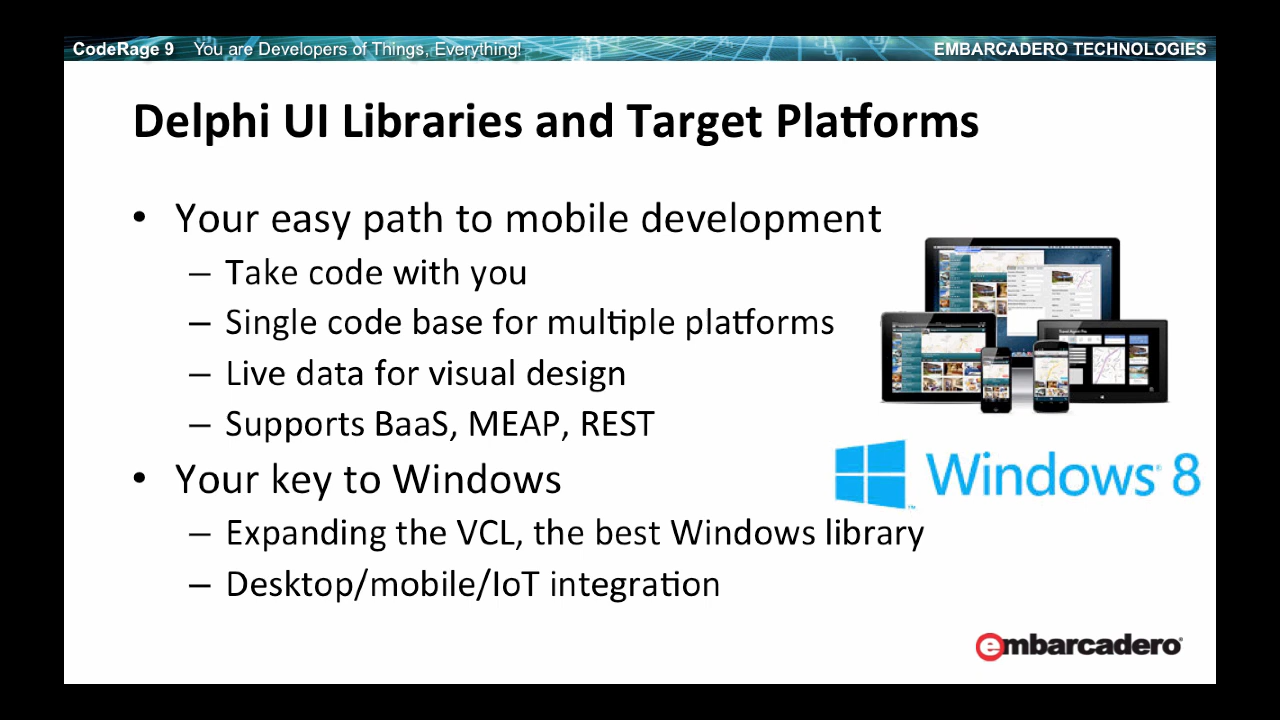 CodeRage 9 You are Developers of Things, Everything! EMBARCADERO TECHNOLOGIES
Delphi UI Libraries and Target Platforms
• Your easy path to mobile development
– Take code with you
– Single code base for multiple platforms
– Live data for visual design
– Supports BaaS, MEAP, REST
• Your key to Windows
Windows® 8
– Expanding the VCL, the best Windows library
– Desktop/mobile/IoT integration
embarcadero®